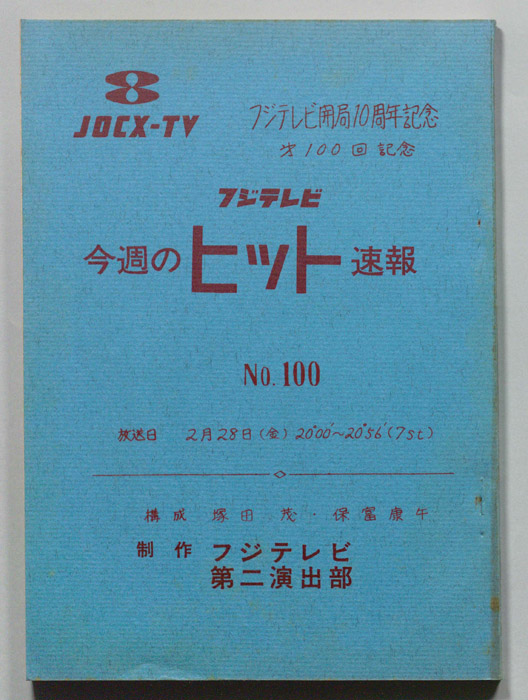 8
JOCX-TV
フジテレビ開局10周年記念
才100回記念
フジテレビ
今週のヒット速報
No. 100
放送日 2月28日(金)20°00'〜20°56'(7st)
構成 塚田 茂・保富康午
制作 フジテレビ
第二演出部